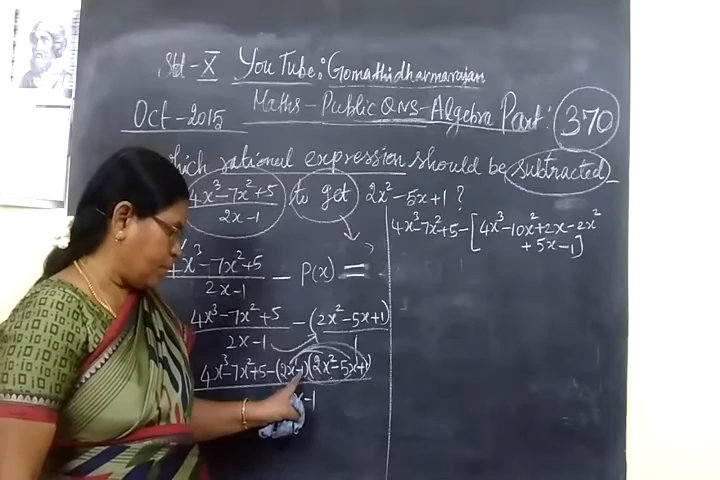 Std - X YouTube: Gomathidharmarajan
Oct - 2015 Maths - Public QNS - Algebra Part: 370
which rational expression should be subtracted
4x³-7x²+5 to get 2x²-5x+1?
2x-1
4x³-7x²+5 - P(x) =
2x-1
4x³-7x²+5 - (2x²-5x+1)
2x-1 1
4x³-7x²+5-(2x-1)(2x²-5x+1)
x-1
4x³-7x²+5-[4x³-10x²+2x-2x²
+5x-1]